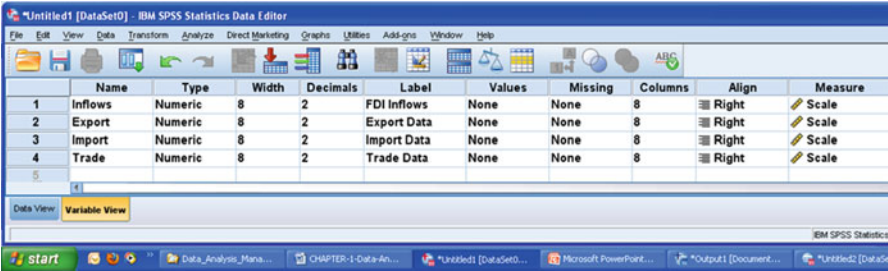 *Untitled1 [DataSet0] - IBM SPSS Statistics Data Editor
File Edit View Data Transform Analyze Direct Marketing Graphs Utilities Add-ons Window Help
Name Type Width Decimals Label Values Missing Columns Align Measure
1 Inflows Numeric 8 2 FDI Inflows None None 8 Right Scale
2 Export Numeric 8 2 Export Data None None 8 Right Scale
3 Import Numeric 8 2 Import Data None None 8 Right Scale
4 Trade Numeric 8 2 Trade Data None None 8 Right Scale
5
Data View Variable View
IBM SPSS Statistics
start Data_Analysis_Mana... CHAPTER-1-Data-An... *Untitled1 [DataSet0... Microsoft PowerPoint... *Output1 [Document... *Untitled2 [DataSe